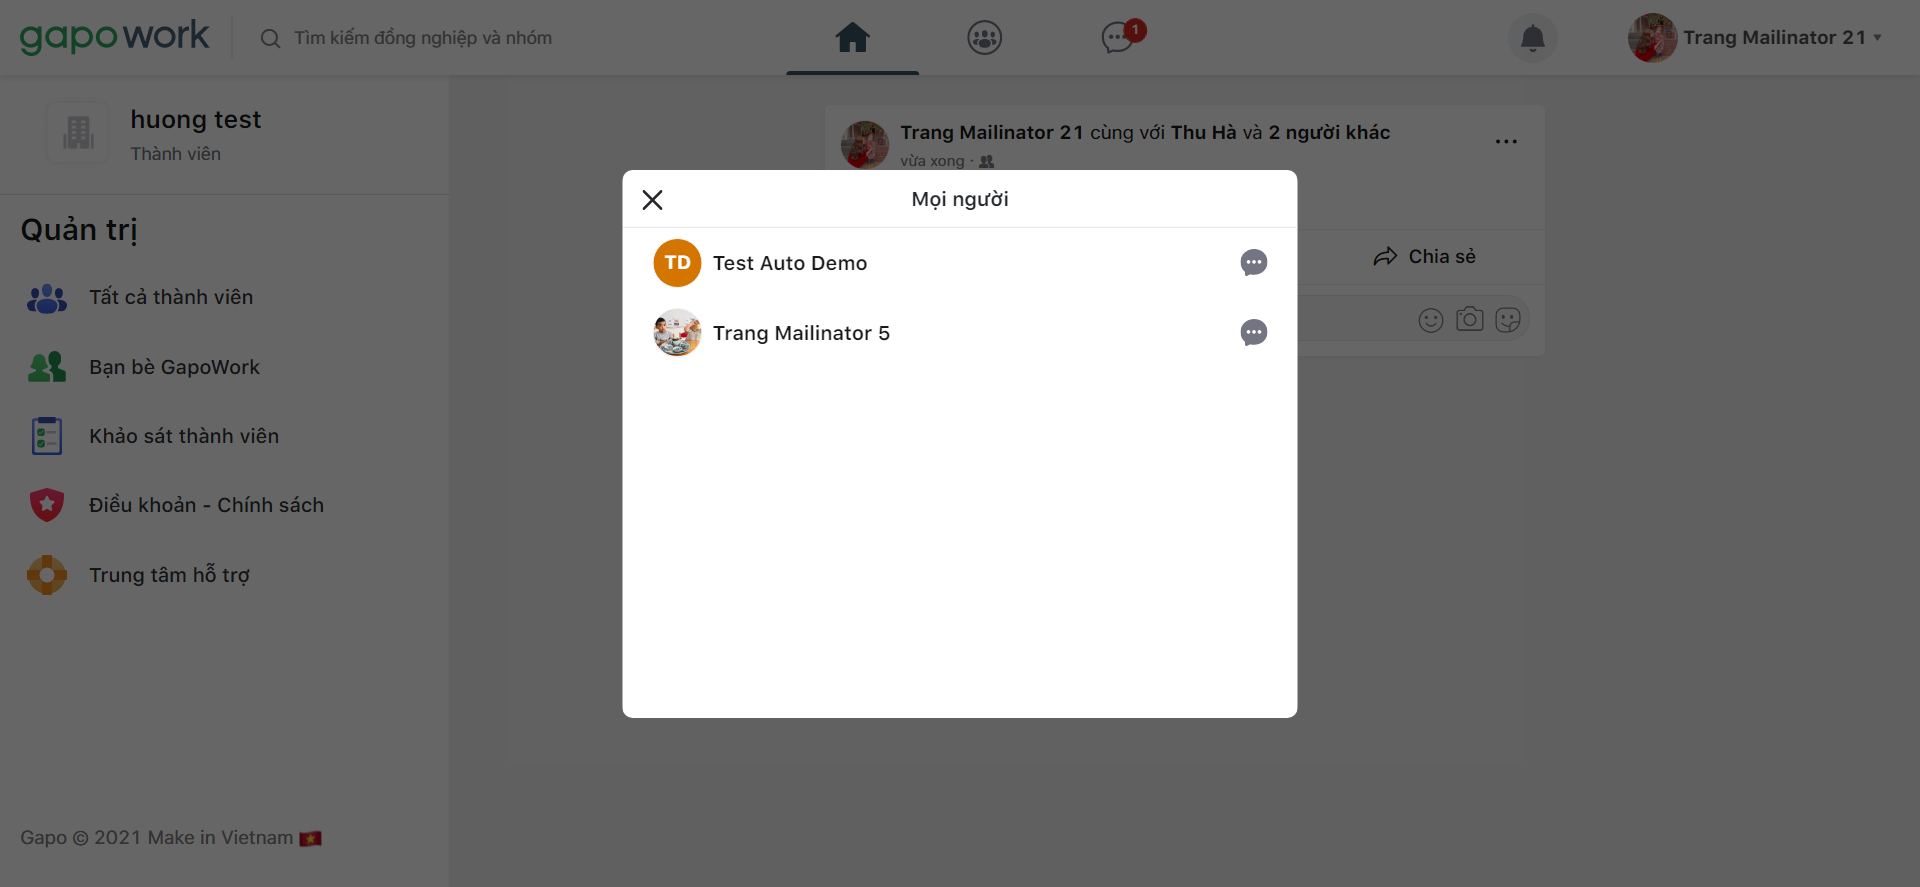 gapowork
Tìm kiếm đồng nghiệp và nhóm
1
Trang Mailinator 21
huong test
Thành viên
Quản trị
Tất cả thành viên
Bạn bè GapoWork
Khảo sát thành viên
Điều khoản - Chính sách
Trung tâm hỗ trợ
Gapo © 2021 Make in Vietnam
Trang Mailinator 21 cùng với Thu Hà và 2 người khác
vừa xong ·
Chia sẻ
Mọi người
TD
Test Auto Demo
Trang Mailinator 5